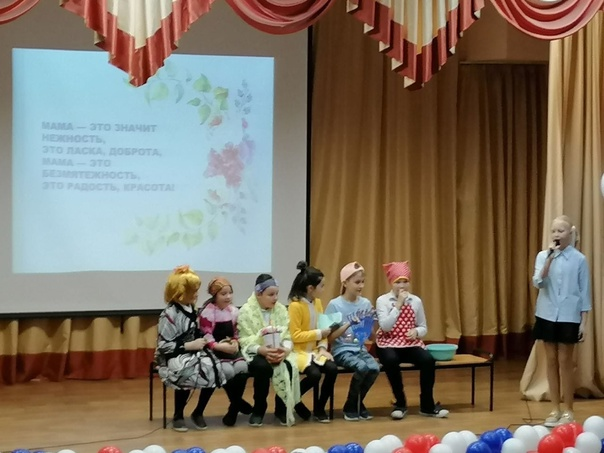 МАМА — ЭТО ЗНАЧИТ
НЕЖНОСТЬ,
ЭТО ЛАСКА, ДОБРОТА,
МАМА — ЭТО
БЕЗМЯТЕЖНОСТЬ,
ЭТО РАДОСТЬ, КРАСОТА!